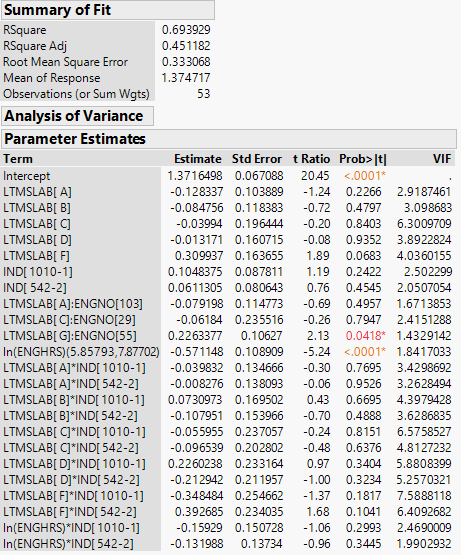 Summary of Fit
RSquare 0.693929
RSquare Adj 0.451182
Root Mean Square Error 0.333068
Mean of Response 1.374717
Observations (or Sum Wgts) 53
Analysis of Variance
Parameter Estimates
Term Estimate Std Error t Ratio Prob>|t| VIF
Intercept 1.3716498 0.067088 20.45 <.0001* .
LTMSLAB[ A] -0.128337 0.103889 -1.24 0.2266 2.9187461
LTMSLAB[ B] -0.084756 0.118383 -0.72 0.4797 3.098683
LTMSLAB[ C] -0.03994 0.196444 -0.20 0.8403 6.3009709
LTMSLAB[ D] -0.013171 0.160715 -0.08 0.9352 3.8922824
LTMSLAB[ F] 0.309937 0.163655 1.89 0.0683 4.0360155
IND[ 1010-1] 0.1048375 0.087811 1.19 0.2422 2.502299
IND[ 542-2] 0.0611305 0.080643 0.76 0.4545 2.0507054
LTMSLAB[ A]:ENGNO[103] -0.079198 0.114773 -0.69 0.4957 1.6713853
LTMSLAB[ C]:ENGNO[29] -0.06184 0.235516 -0.26 0.7947 2.4151288
LTMSLAB[ G]:ENGNO[55] 0.2263377 0.10627 2.13 0.0418* 1.4329142
ln(ENGHRS)(5.85793,7.87702) -0.571148 0.108909 -5.24 <.0001* 1.8417033
LTMSLAB[ A]*IND[ 1010-1] -0.039832 0.134666 -0.30 0.7695 3.4298692
LTMSLAB[ A]*IND[ 542-2] -0.008276 0.138093 -0.06 0.9526 3.2628494
LTMSLAB[ B]*IND[ 1010-1] 0.0730973 0.169502 0.43 0.6695 4.3979428
LTMSLAB[ B]*IND[ 542-2] -0.107951 0.153966 -0.70 0.4888 3.6286835
LTMSLAB[ C]*IND[ 1010-1] -0.055955 0.237057 -0.24 0.8151 6.5758527
LTMSLAB[ C]*IND[ 542-2] -0.096539 0.202802 -0.48 0.6376 4.8127232
LTMSLAB[ D]*IND[ 1010-1] 0.2260238 0.233164 0.97 0.3404 5.8808399
LTMSLAB[ D]*IND[ 542-2] -0.212942 0.211957 -1.00 0.3234 5.2570321
LTMSLAB[ F]*IND[ 1010-1] -0.348484 0.254662 -1.37 0.1817 7.5888118
LTMSLAB[ F]*IND[ 542-2] 0.392685 0.234035 1.68 0.1041 6.4092682
ln(ENGHRS)*IND[ 1010-1] -0.15929 0.150728 -1.06 0.2993 2.4690009
ln(ENGHRS)*IND[ 542-2] -0.131988 0.13734 -0.96 0.3445 1.9902932